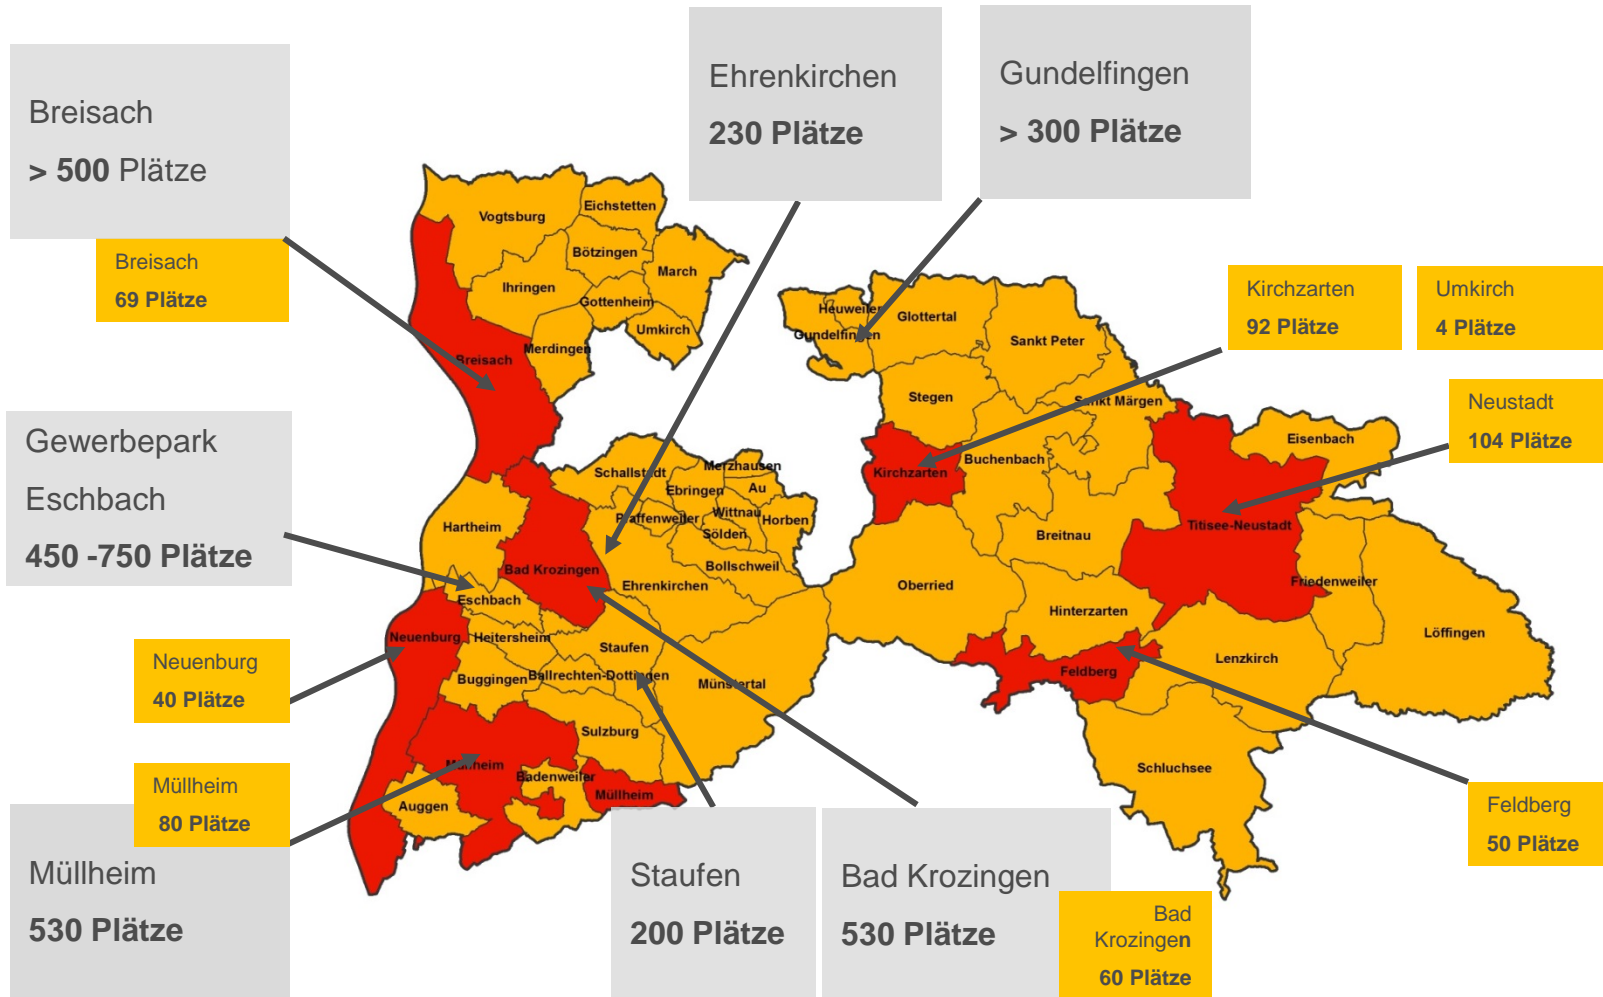 Breisach
> 500 Plätze
Breisach
69 Plätze
Ehrenkirchen
230 Plätze
Gundelfingen
> 300 Plätze
Kirchzarten
92 Plätze
Umkirch
4 Plätze
Neustadt
104 Plätze
Gewerbepark
Eschbach
450 -750 Plätze
Neuenburg
40 Plätze
Müllheim
80 Plätze
Müllheim
530 Plätze
Staufen
200 Plätze
Bad Krozingen
530 Plätze
Bad
Krozingen
60 Plätze
Feldberg
50 Plätze
Vogtsburg
Eichstetten
Bötzingen
March
Ihringen
Gottenheim
Umkirch
Merdingen
Breisach
Heuweiler
Gundelfingen
Glottertal
Sankt Peter
Stegen
Sankt Märgen
Eisenbach
Kirchzarten
Buchenbach
Titisee-Neustadt
Breitnau
Oberried
Hinterzarten
Friedenweiler
Löffingen
Lenzkirch
Feldberg
Schluchsee
Schallstadt
Merzhausen
Ebringen
Au
Pfaffenweiler
Wittnau
Horben
Sölden
Bollschweil
Hartheim
Bad Krozingen
Ehrenkirchen
Eschbach
Neuenburg
Heitersheim
Staufen
Buggingen
Ballrechten-Dottingen
Münstertal
Sulzburg
Müllheim
Badenweiler
Müllheim
Auggen